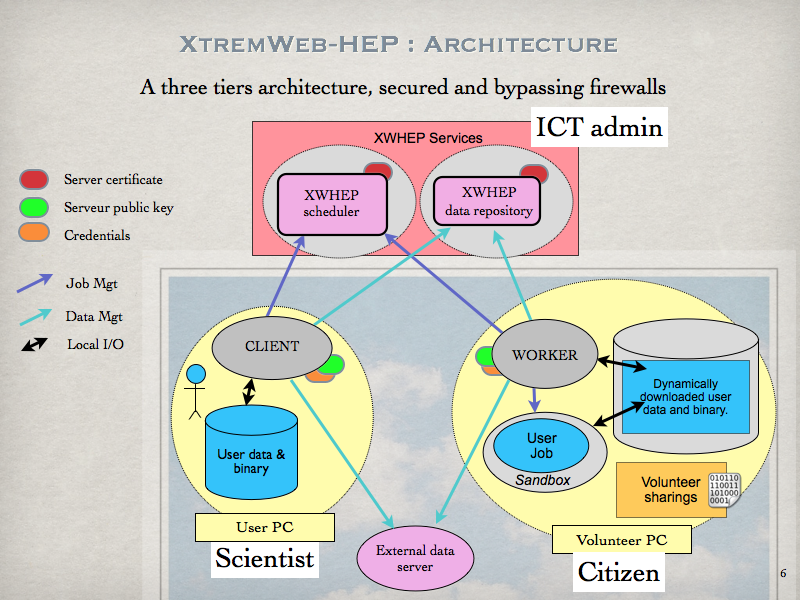 XtremWeb-HEP : Architecture
A three tiers architecture, secured and bypassing firewalls
ICT admin
XWHEP Services
XWHEP
scheduler
XWHEP
data repository
Server certificate
Serveur public key
Credentials
Job Mgt
Data Mgt
Local I/O
CLIENT
WORKER
User data &
binary
User
Job
Sandbox
Dynamically
downloaded user
data and binary.
Volunteer
sharings
010110
110011
101000
0001
User PC
Scientist
External data
server
Volunteer PC
Citizen
6